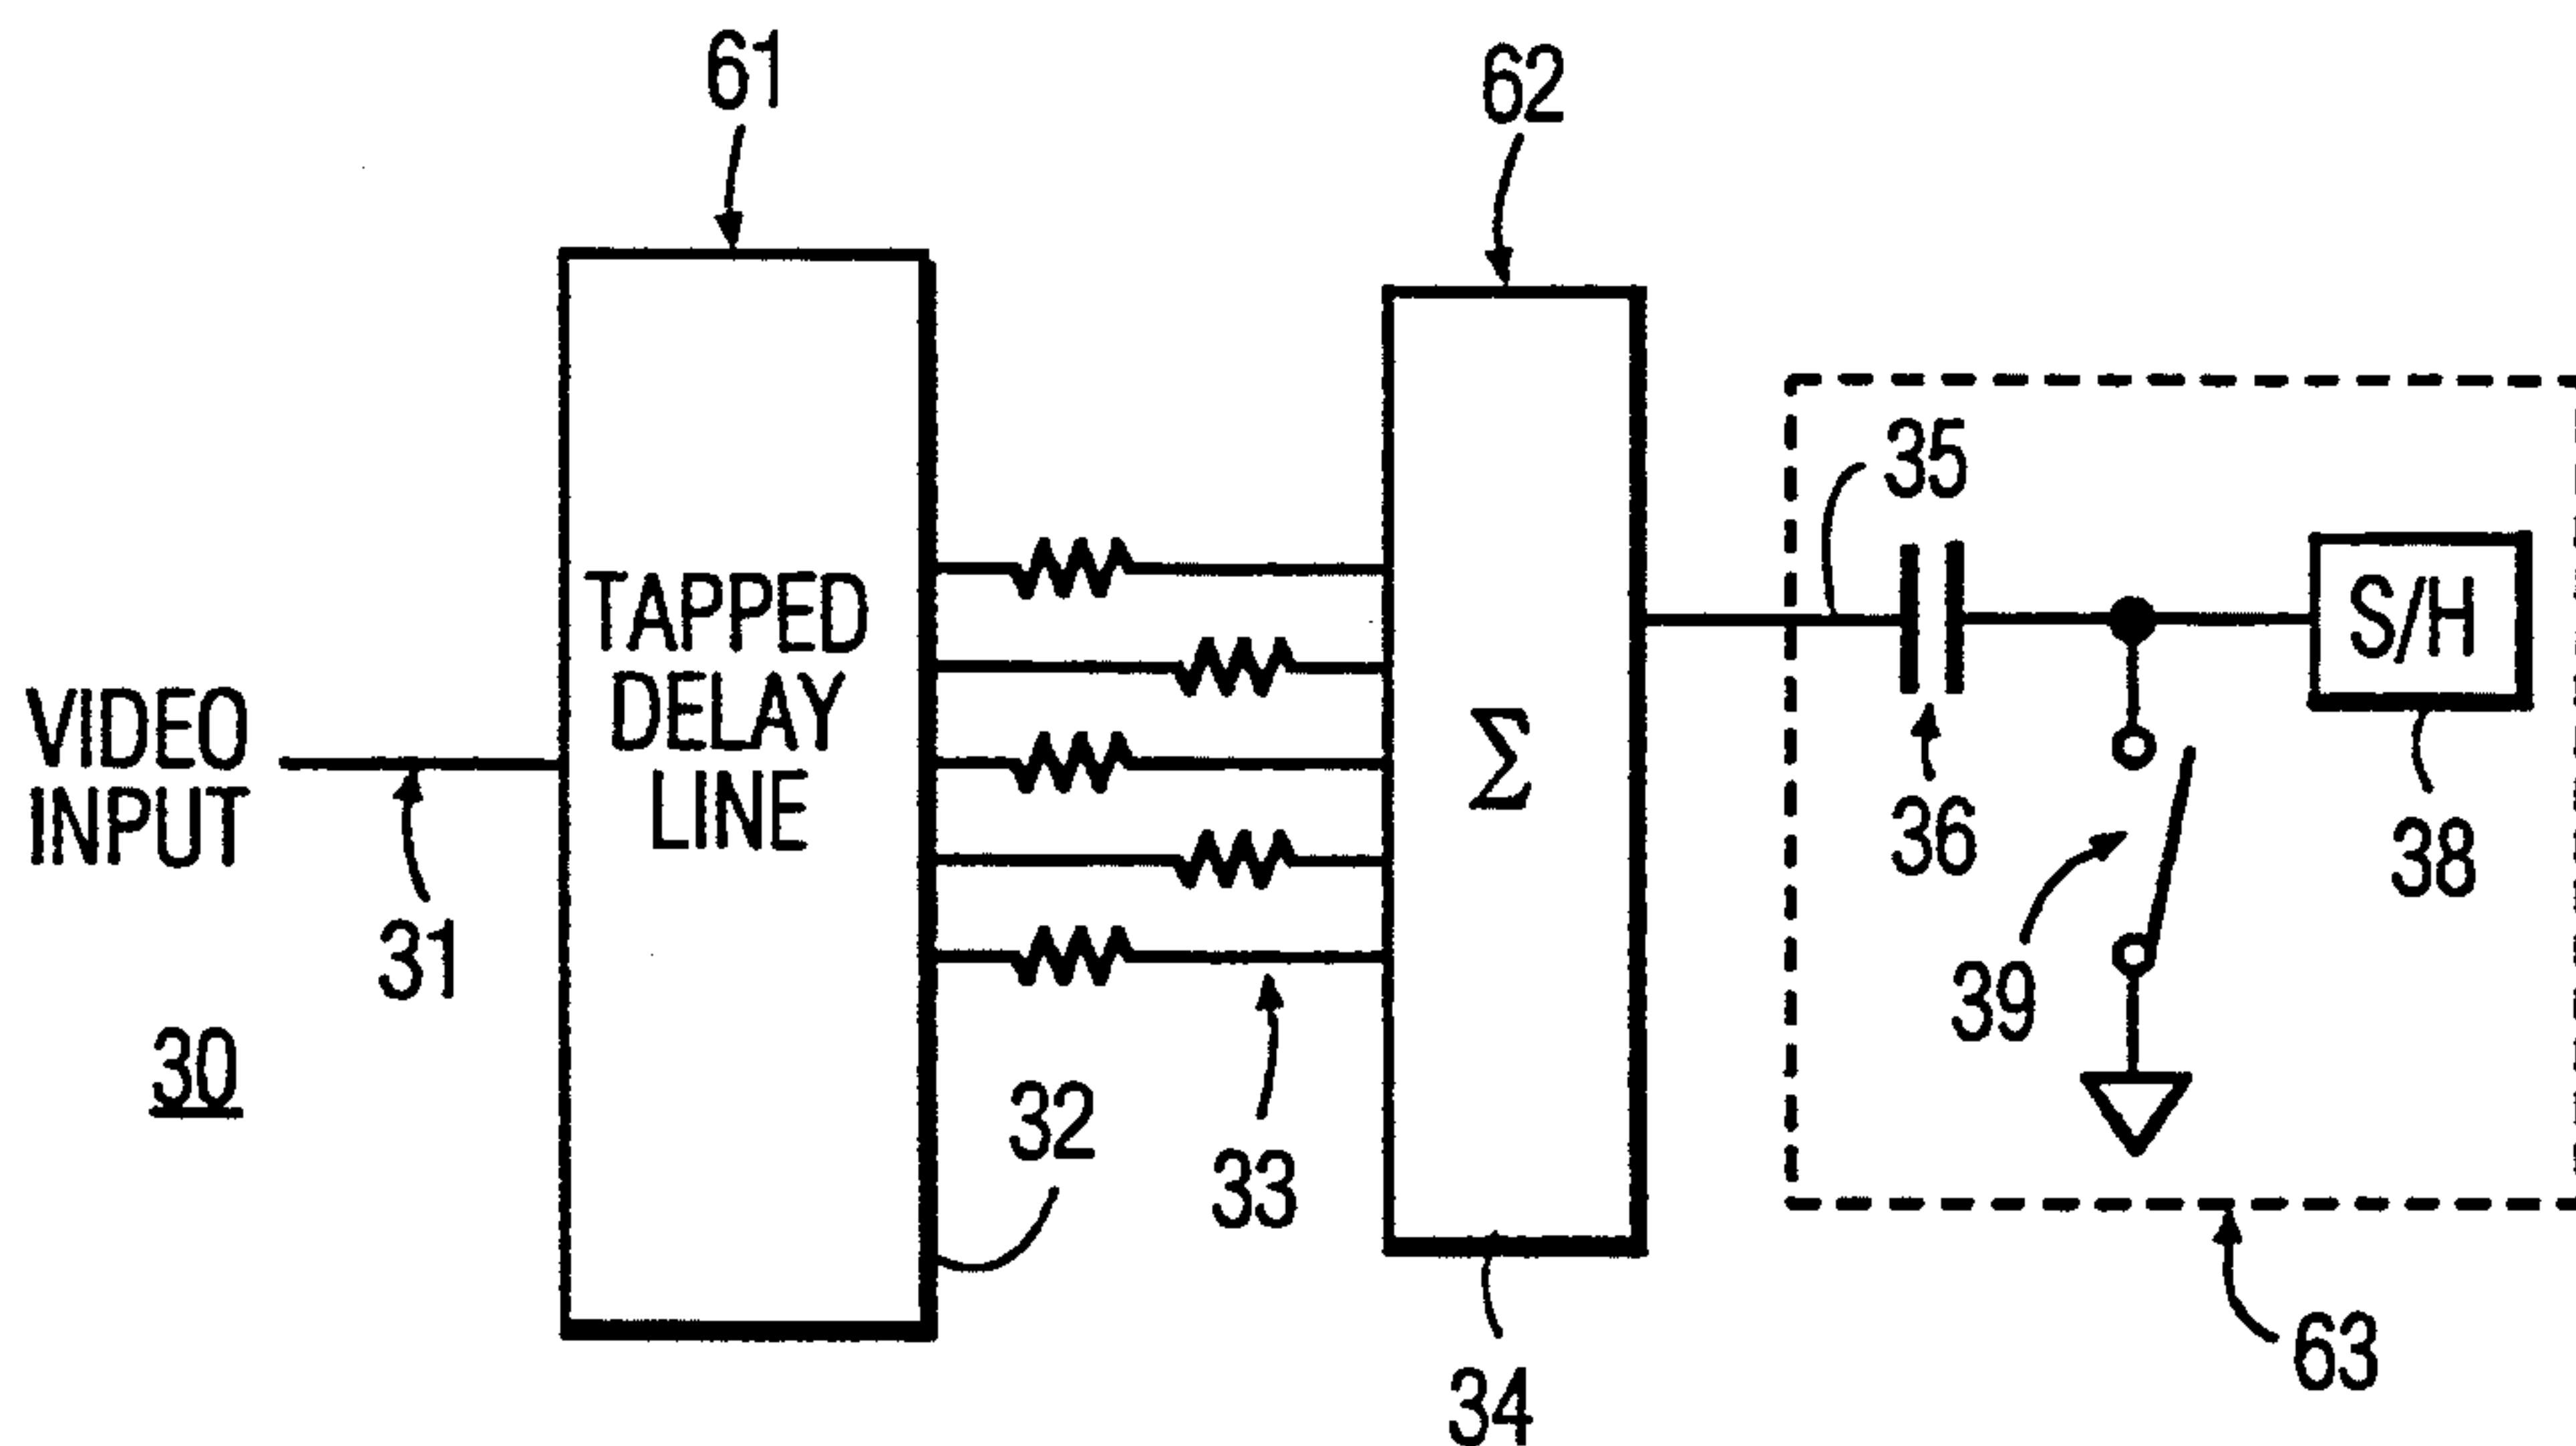 61
62
35
TAPPED
DELAY
LINE
S/H
VIDEO
INPUT
Σ
36
38
31
39
30
32
33
63
34